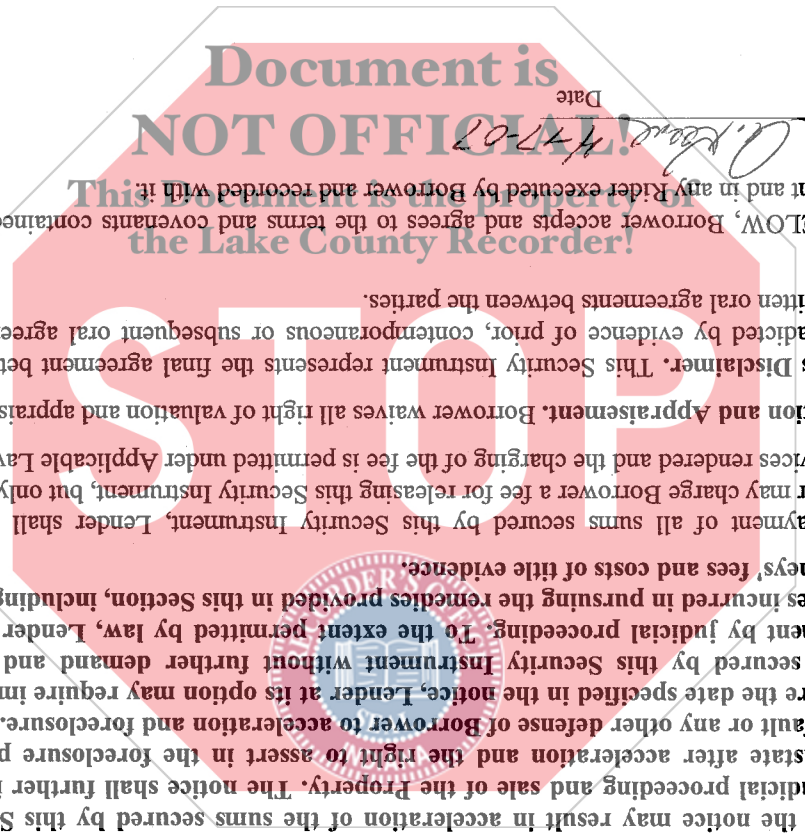 Document is
NOT OFFICIAL!
This Document is the property of
the Lake County Recorder!
STOP
RECORDER'S OFFICE
INDIANA
the notice may result in acceleration of the sums secured by this S
dicial proceeding and sale of the Property. The notice shall further
state after acceleration and the right to assert in the foreclosure p
fault or any other defense of Borrower to acceleration and foreclosure.
re the date specified in the notice, Lender at its option may require im
secured by this Security Instrument without further demand and
ent by judicial proceeding. To the extent permitted by law, Lender
es incurred in pursuing the remedies provided in this Section, including
neys' fees and costs of title evidence.
ayment of all sums secured by this Security Instrument, Lender shall
r may charge Borrower a fee for releasing this Security Instrument, but only
vices rendered and the charging of the fee is permitted under Applicable Lav
tion and Appraisement. Borrower waives all right of valuation and apprais
s Disclaimer. This Security Instrument represents the final agreement bet
adicted by evidence of prior, contemporaneous or subsequent oral agree
itten oral agreements between the parties.
ELOW, Borrower accepts and agrees to the terms and covenants containe
nt and in any Rider executed by Borrower and recorded with it.
4-17-07
Date